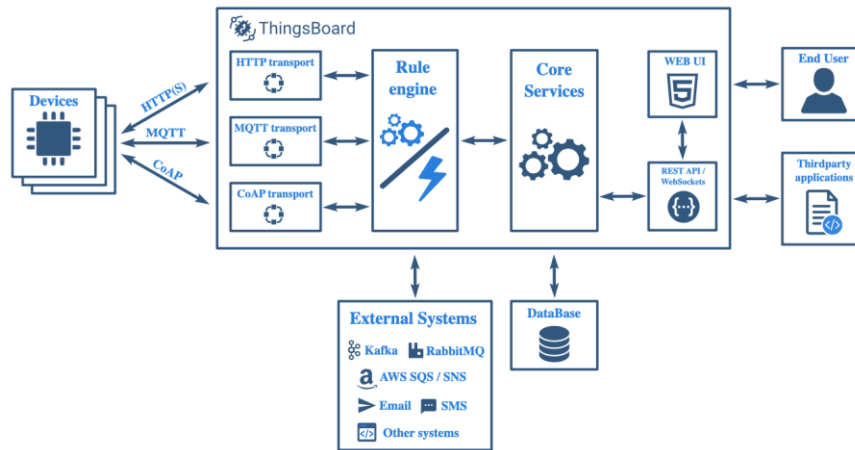 ThingsBoard
HTTP transport
MQTT transport
CoAP transport
Rule
engine
Core
Services
WEB UI
REST API /
WebSockets
End User
Thirdparty
applications
Devices
HTTP(S)
MQTT
CoAP
External Systems
Kafka
RabbitMQ
AWS SQS / SNS
Email
SMS
Other systems
DataBase